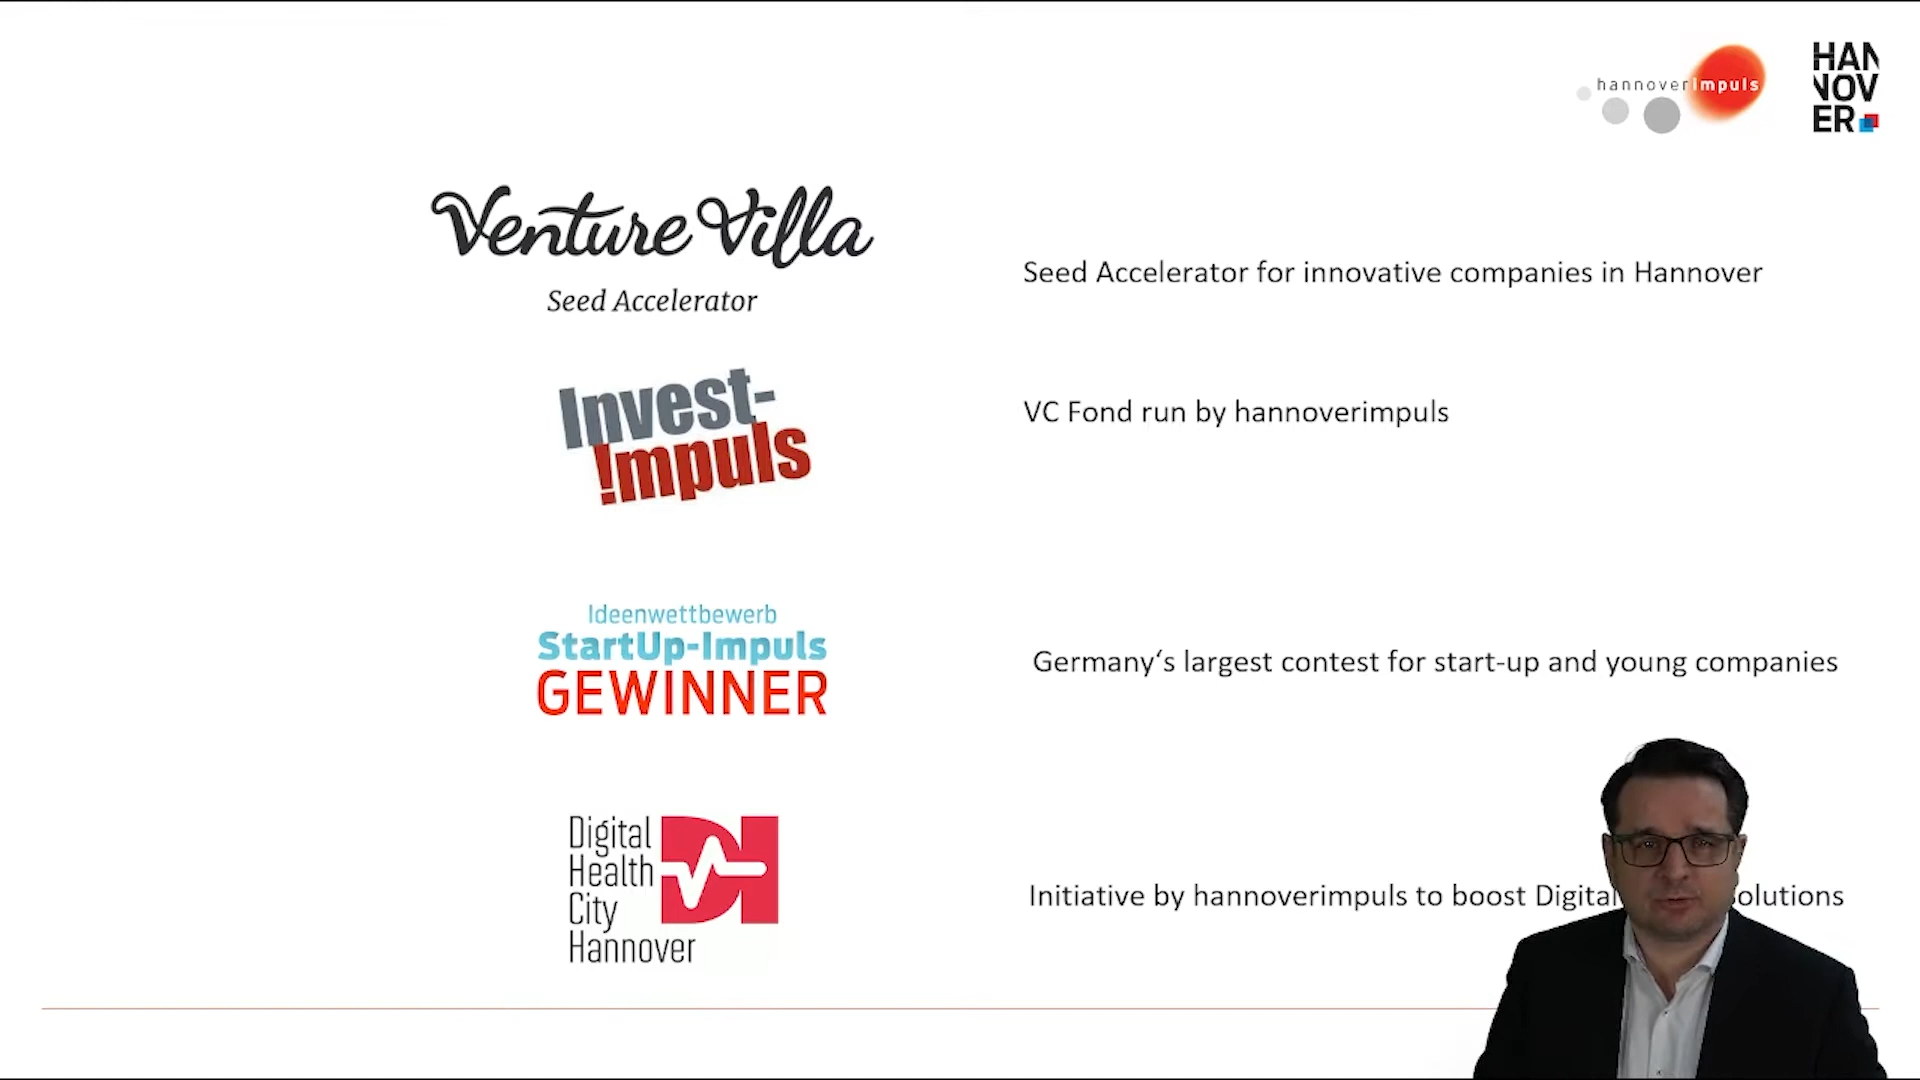 hannoverimpuls
HAN
NOV
ER
Venture Villa
Seed Accelerator
Seed Accelerator for innovative companies in Hannover
Invest-
!mpuls
VC Fond run by hannoverimpuls
Ideenwettbewerb
StartUp-Impuls
GEWINNER
Germany‘s largest contest for start-up and young companies
Digital
Health
City
Hannover
Initiative by hannoverimpuls to boost Digital